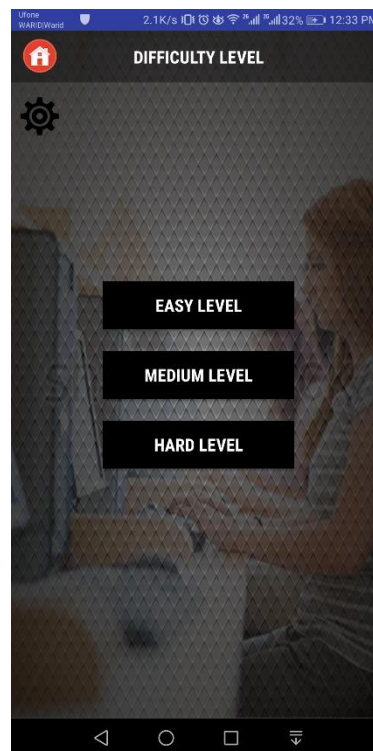 Ufone
WARID|Warid
2.1K/s 32% 12:33 PM
DIFFICULTY LEVEL
EASY LEVEL
MEDIUM LEVEL
HARD LEVEL